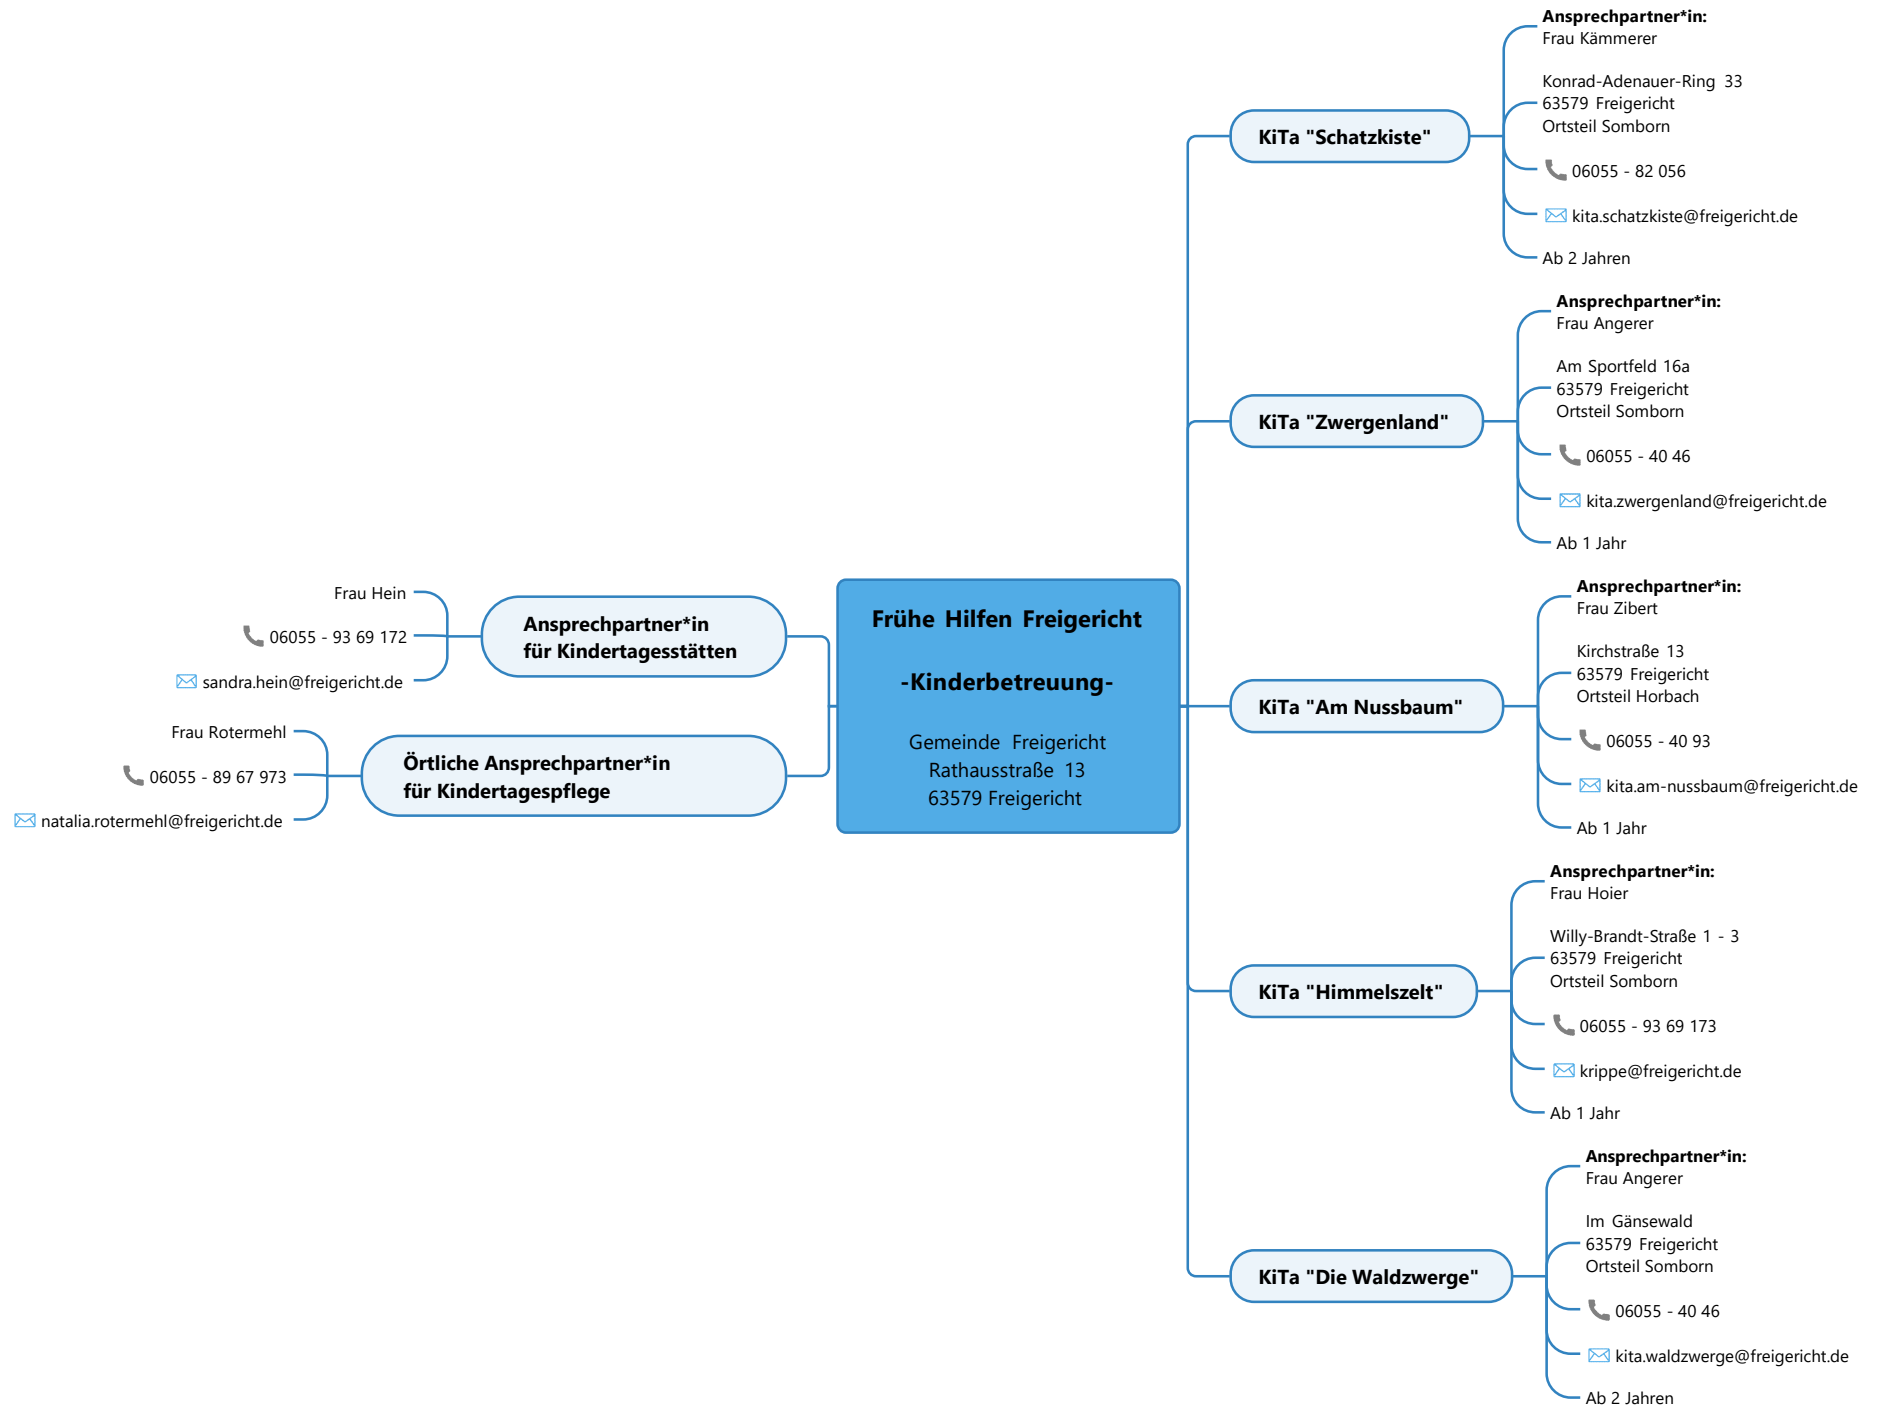 Frühe Hilfen Freigericht
-Kinderbetreuung-
Gemeinde Freigericht
Rathausstraße 13
63579 Freigericht
Ansprechpartner*in
für Kindertagesstätten
Frau Hein
06055 - 93 69 172
sandra.hein@freigericht.de
Örtliche Ansprechpartner*in
für Kindertagespflege
Frau Rotermehl
06055 - 89 67 973
natalia.rotermehl@freigericht.de
KiTa "Schatzkiste"
Ansprechpartner*in:
Frau Kämmerer
Konrad-Adenauer-Ring 33
63579 Freigericht
Ortsteil Somborn
06055 - 82 056
kita.schatzkiste@freigericht.de
Ab 2 Jahren
KiTa "Zwergenland"
Ansprechpartner*in:
Frau Angerer
Am Sportfeld 16a
63579 Freigericht
Ortsteil Somborn
06055 - 40 46
kita.zwergenland@freigericht.de
Ab 1 Jahr
KiTa "Am Nussbaum"
Ansprechpartner*in:
Frau Zibert
Kirchstraße 13
63579 Freigericht
Ortsteil Horbach
06055 - 40 93
kita.am-nussbaum@freigericht.de
Ab 1 Jahr
KiTa "Himmelszelt"
Ansprechpartner*in:
Frau Hoier
Willy-Brandt-Straße 1 - 3
63579 Freigericht
Ortsteil Somborn
06055 - 93 69 173
krippe@freigericht.de
Ab 1 Jahr
KiTa "Die Waldzwerge"
Ansprechpartner*in:
Frau Angerer
Im Gänsewald
63579 Freigericht
Ortsteil Somborn
06055 - 40 46
kita.waldzwerge@freigericht.de
Ab 2 Jahren